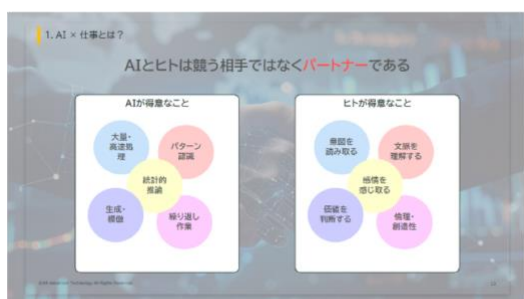 1. AI × 仕事とは？
AIとヒトは競う相手ではなくパートナーである
AIが得意なこと
大量・
高速処
理
パターン
認識
統計的
推論
生成・
模倣
繰り返し
作業
ヒトが得意なこと
意図を
読み取る
文脈を
理解する
感情を
感じ取る
価値を
判断する
倫理・
創造性